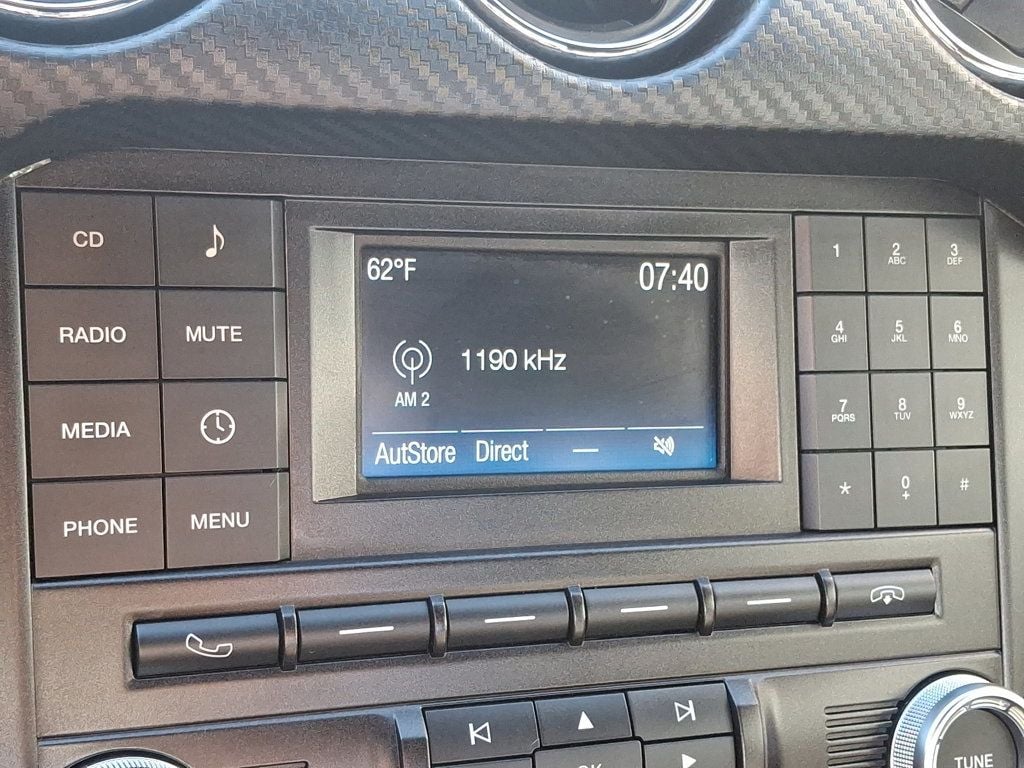 CD
RADIO MUTE
MEDIA
PHONE MENU
62°F 07:40
1190 kHz
AM 2
AutStore Direct —
1 2 3
ABC DEF
4 5 6
GHI JKL MNO
7 8 9
PQRS TUV WXYZ
* 0 #
+
OK
TUNE